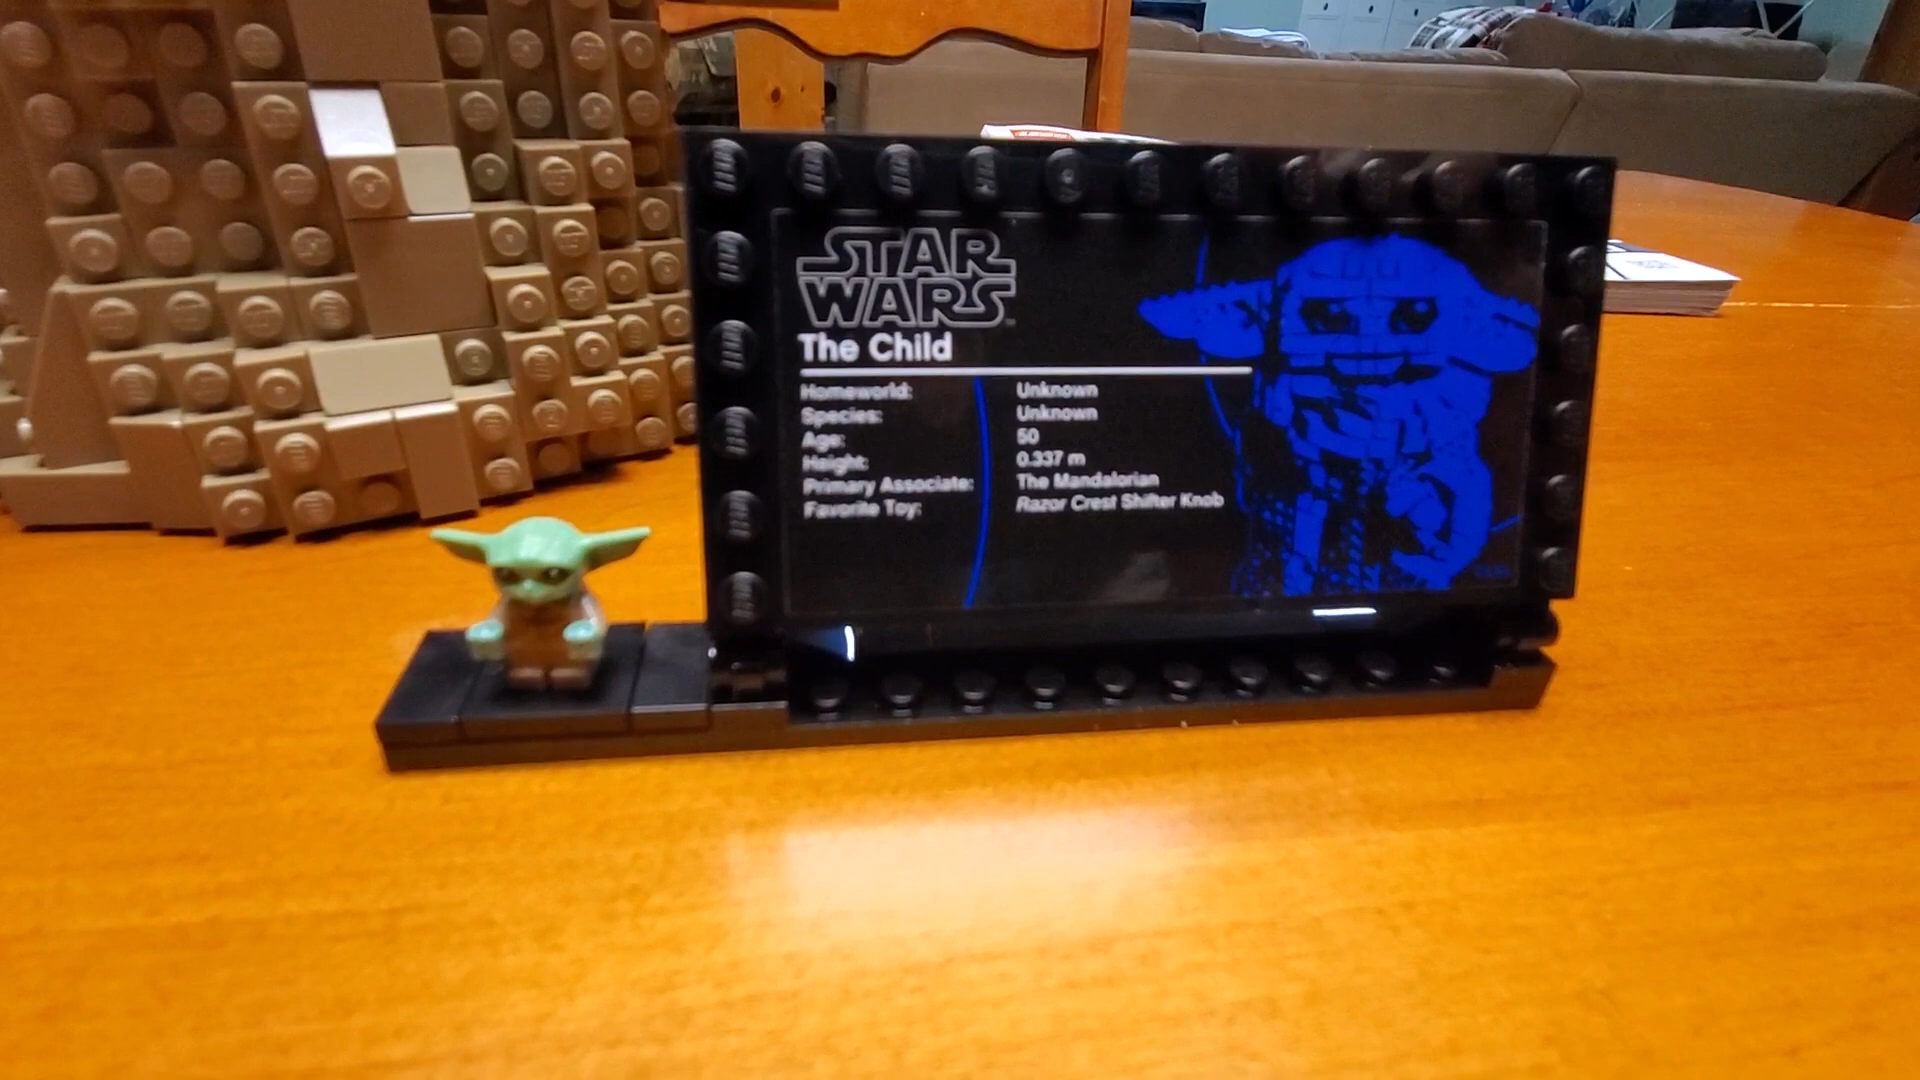 STAR
WARS
The Child
Homeworld: Unknown
Species: Unknown
Age: 50
Height: 0.337 m
Primary Associate: The Mandalorian
Favorite Toy: Razor Crest Shifter Knob